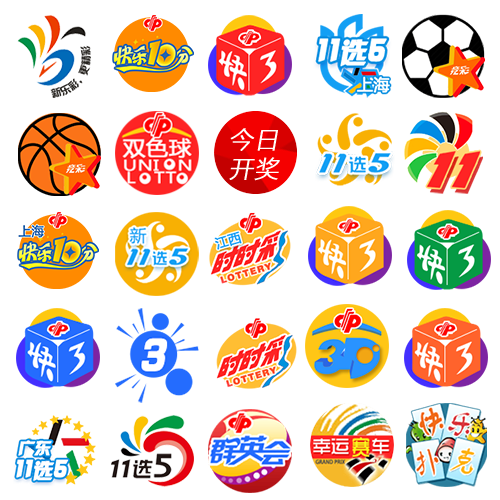 新乐彩,更精彩
快乐10分
快3
11选5
上海
竞彩
竞彩
双色球
UNION
LOTTO
今日
开奖
11选5
11
上海
快乐10分
新
11选5
江西
时时彩
LOTTERY
快3
快3
快3
3
时时彩
LOTTERY
3D
快3
广东
11选5
11选5
群英会
幸运赛车
GRAND PRIX
快乐
扑克